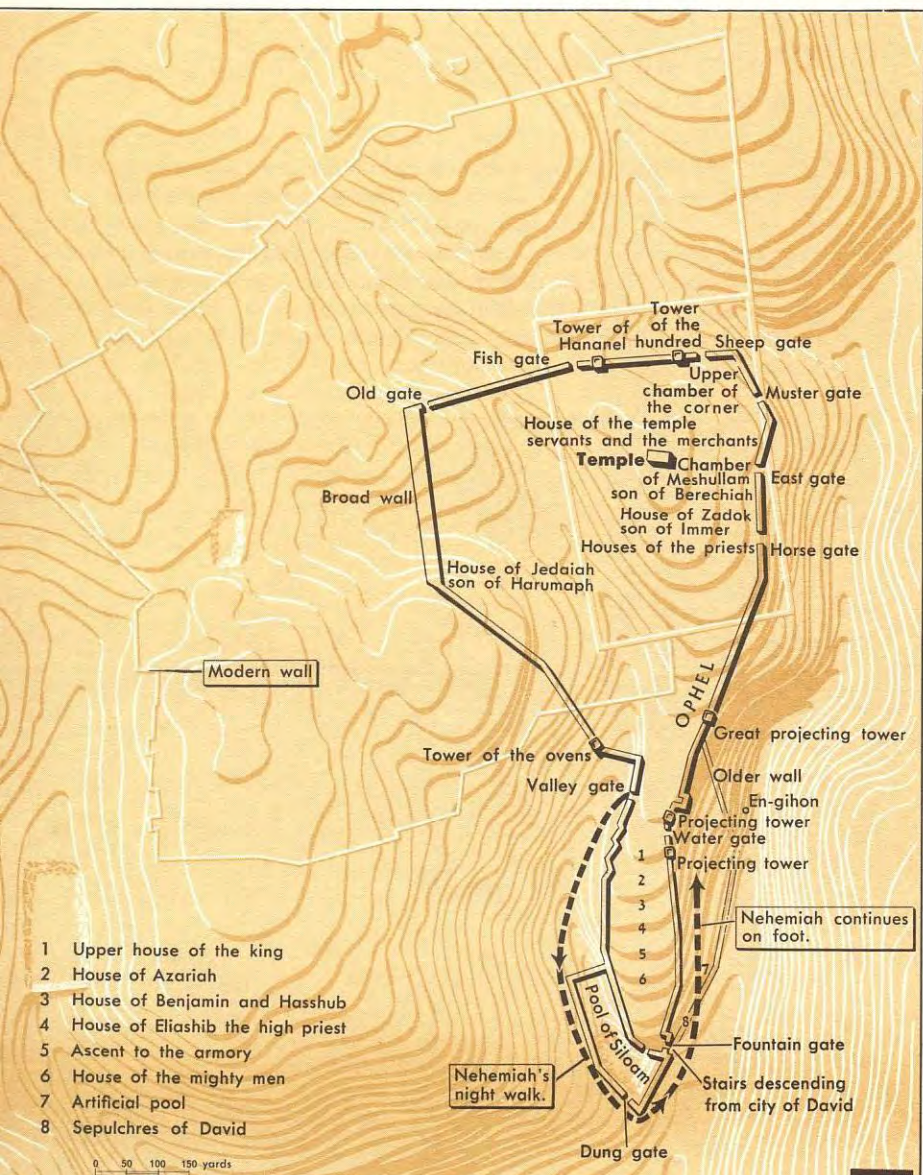 Tower
Tower of of the
Hananel hundred
Sheep gate
Fish gate
Upper
chamber of
the corner
Muster gate
Old gate
House of the temple
servants and the merchants
Temple
Chamber
of Meshullam
son of Berechiah
East gate
Broad wall
House of Zadok
son of Immer
Houses of the priests
Horse gate
House of Jedaiah
son of Harumaph
Modern wall
OPHEL
Great projecting tower
Tower of the ovens
Older wall
Valley gate
En-gihon
Projecting tower
Water gate
Projecting tower
1
2
3
4
5
6
7
8
Nehemiah continues
on foot.
1 Upper house of the king
2 House of Azariah
3 House of Benjamin and Hasshub
4 House of Eliashib the high priest
5 Ascent to the armory
6 House of the mighty men
7 Artificial pool
8 Sepulchres of David
Pool of Siloam
Fountain gate
Nehemiah's
night walk.
Stairs descending
from city of David
Dung gate
0 50 100 150 yards